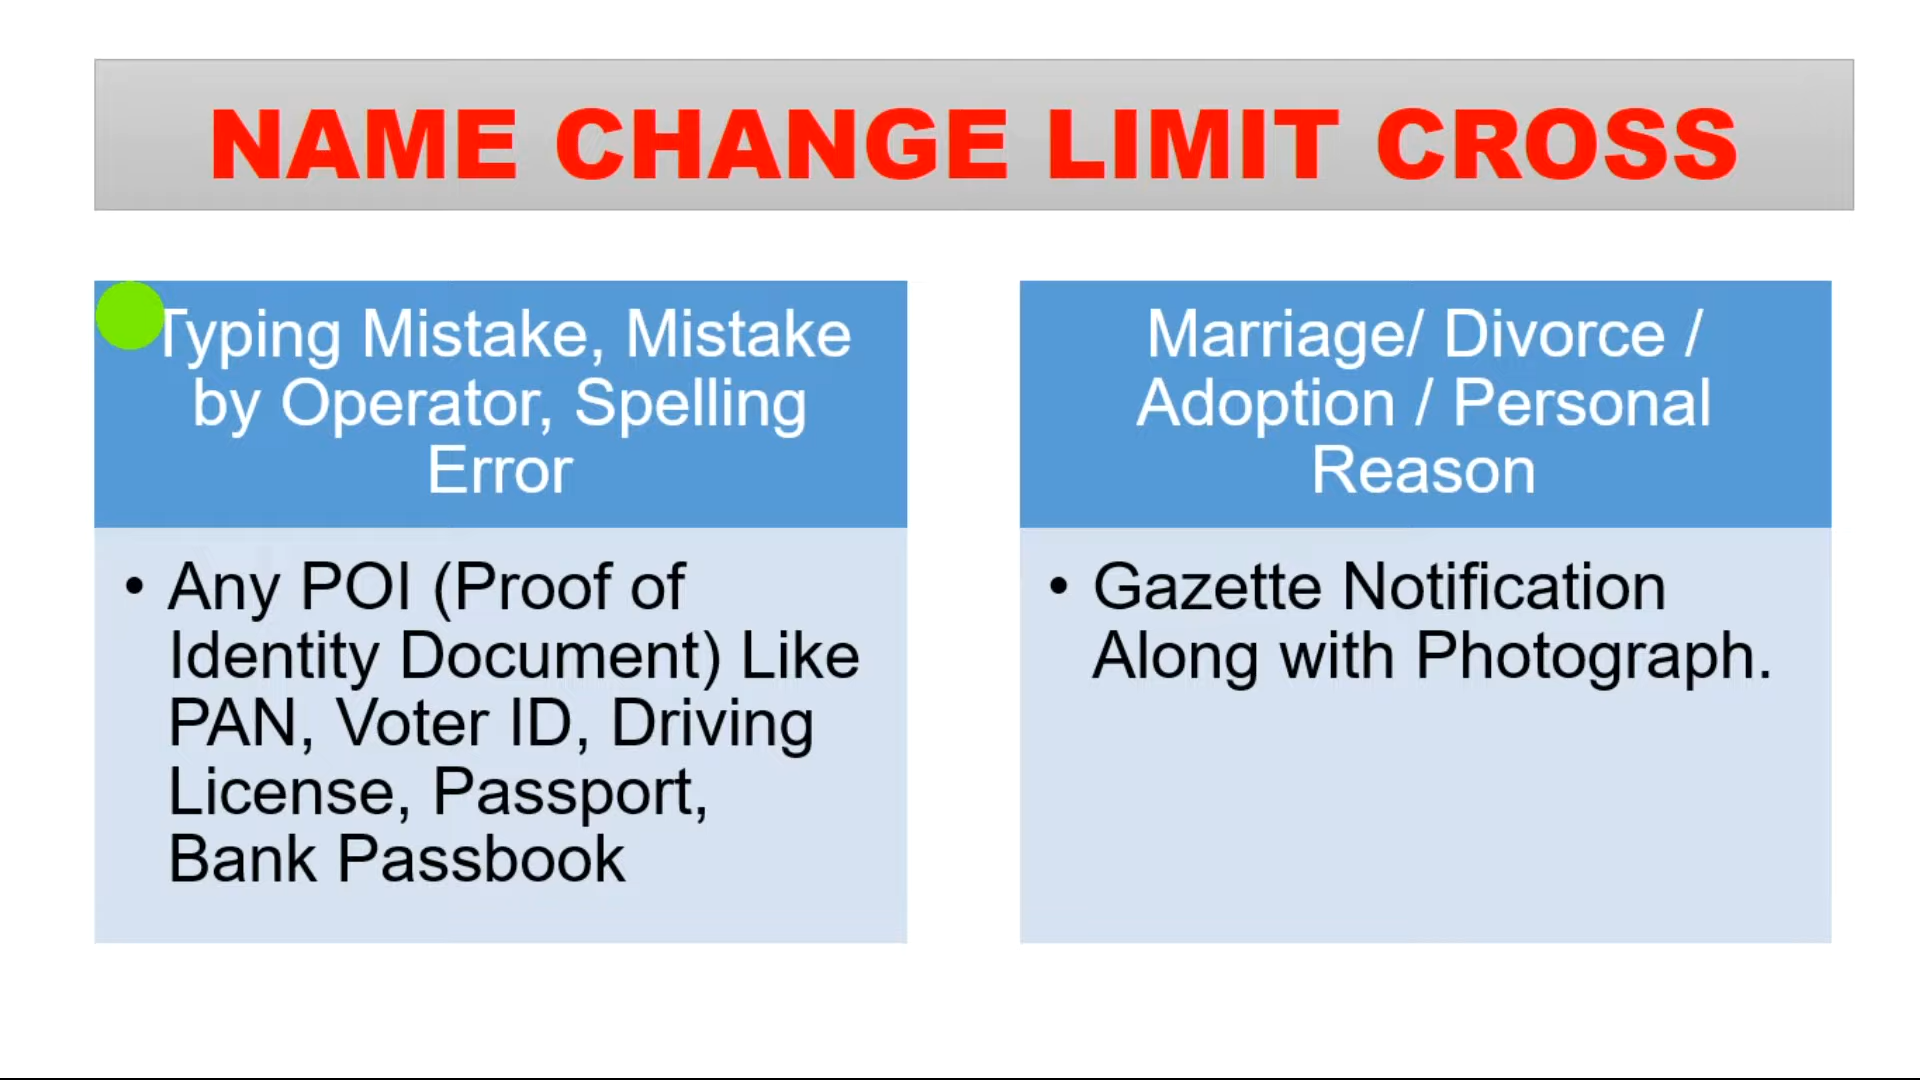 NAME CHANGE LIMIT CROSS
Typing Mistake, Mistake
by Operator, Spelling
Error
• Any POI (Proof of
Identity Document) Like
PAN, Voter ID, Driving
License, Passport,
Bank Passbook
Marriage/ Divorce /
Adoption / Personal
Reason
• Gazette Notification
Along with Photograph.